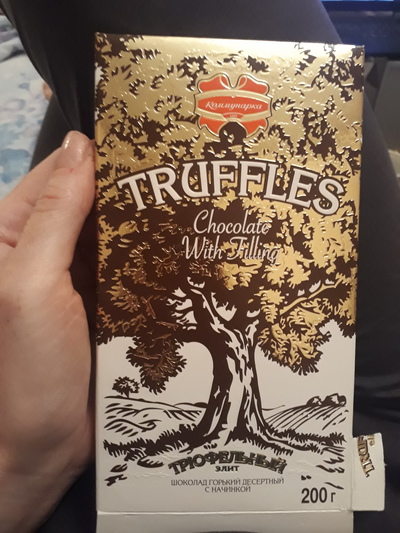 Коммунарка
TRUFFLES
Chocolate
With Filling
ТРЮФЕЛЬНЫЙ
ЭЛИТ
ШОКОЛАД ГОРЬКИЙ ДЕСЕРТНЫЙ
С НАЧИНКОЙ
200 г